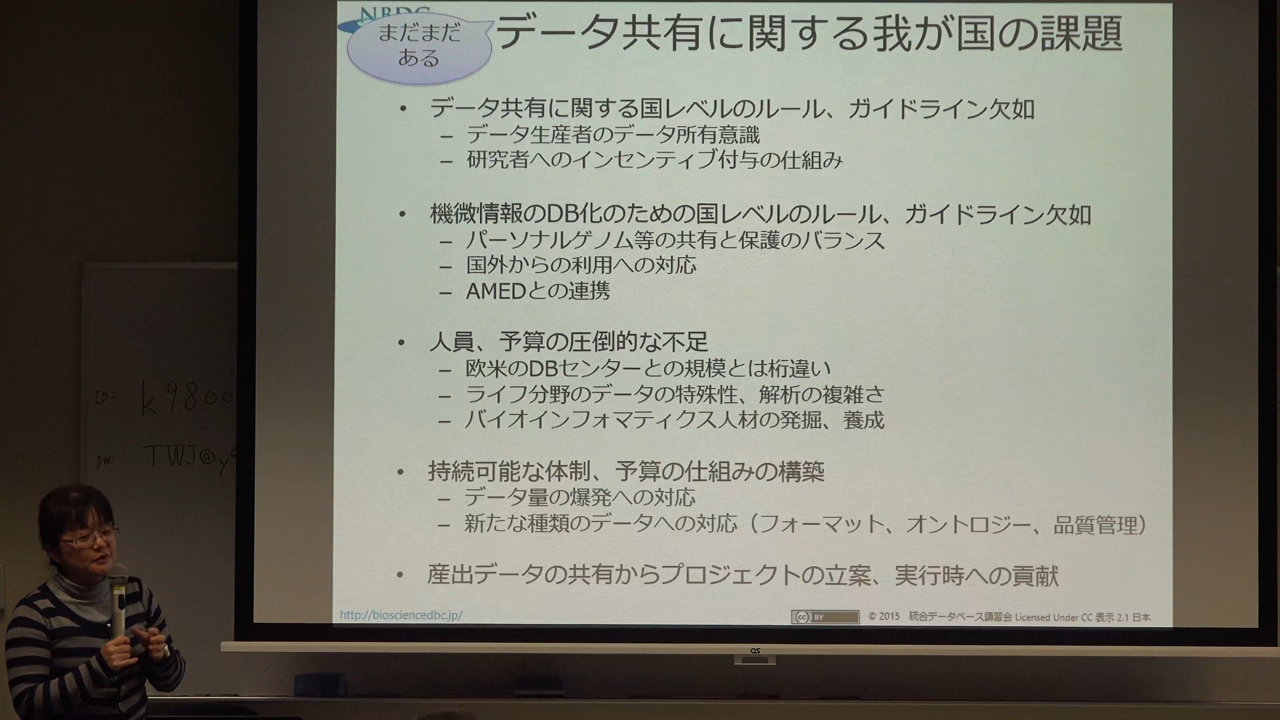 NBDC
まだまだ
ある
データ共有に関する我が国の課題
• データ共有に関する国レベルのルール、ガイドライン欠如
– データ生産者のデータ所有意識
– 研究者へのインセンティブ付与の仕組み
• 機微情報のDB化のための国レベルのルール、ガイドライン欠如
– パーソナルゲノム等の共有と保護のバランス
– 国外からの利用への対応
– AMEDとの連携
• 人員、予算の圧倒的な不足
– 欧米のDBセンターとの規模とは桁違い
– ライフ分野のデータの特殊性、解析の複雑さ
– バイオインフォマティクス人材の発掘、養成
• 持続可能な体制、予算の仕組みの構築
– データ量の爆発への対応
– 新たな種類のデータへの対応（フォーマット、オントロジー、品質管理）
• 産出データの共有からプロジェクトの立案、実行時への貢献
http://biosciencedbc.jp/
cc BY
© 2015 統合データベース講習会 Licensed Under CC 表示 2.1 日本
ID: k9800
PW: TWJ@y
OS